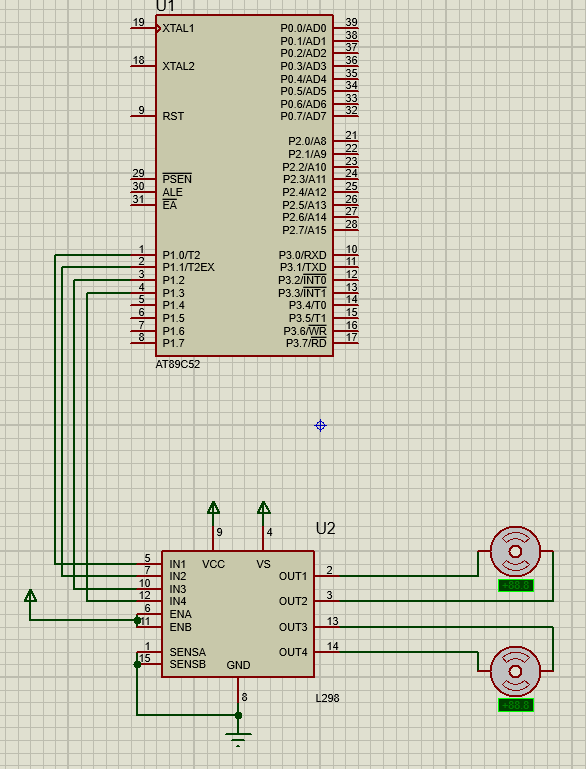 U1
19 XTAL1 P0.0/AD0 39
P0.1/AD1 38
P0.2/AD2 37
18 XTAL2 P0.3/AD3 36
P0.4/AD4 35
P0.5/AD5 34
P0.6/AD6 33
9 RST P0.7/AD7 32
P2.0/A8 21
P2.1/A9 22
P2.2/A10 23
29 PSEN P2.3/A11 24
30 ALE P2.4/A12 25
31 EA P2.5/A13 26
P2.6/A14 27
P2.7/A15 28
1 P1.0/T2 P3.0/RXD 10
2 P1.1/T2EX P3.1/TXD 11
3 P1.2 P3.2/INT0 12
4 P1.3 P3.3/INT1 13
5 P1.4 P3.4/T0 14
6 P1.5 P3.5/T1 15
7 P1.6 P3.6/WR 16
8 P1.7 P3.7/RD 17
AT89C52
U2
9 4
5 IN1 VCC VS
7 IN2 OUT1 2
10 IN3
12 IN4 OUT2 3
6 ENA
11 ENB OUT3 13
1 SENSA OUT4 14
15 SENSB GND
8
L298
+88.8
+88.8